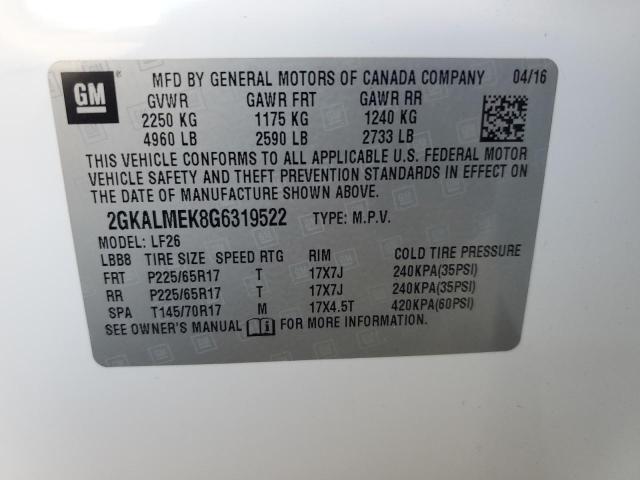 GM
MFD BY GENERAL MOTORS OF CANADA COMPANY 04/16
GVWR GAWR FRT GAWR RR
2250 KG 1175 KG 1240 KG
4960 LB 2590 LB 2733 LB
THIS VEHICLE CONFORMS TO ALL APPLICABLE U.S. FEDERAL MOTOR
VEHICLE SAFETY AND THEFT PREVENTION STANDARDS IN EFFECT ON
THE DATE OF MANUFACTURE SHOWN ABOVE.
2GKALMEK8G6319522 TYPE: M.P.V.
MODEL: LF26
LBB8 TIRE SIZE SPEED RTG RIM COLD TIRE PRESSURE
FRT P225/65R17 T 17X7J 240KPA(35PSI)
RR P225/65R17 T 17X7J 240KPA(35PSI)
SPA T145/70R17 M 17X4.5T 420KPA(60PSI)
SEE OWNER'S MANUAL FOR MORE INFORMATION.